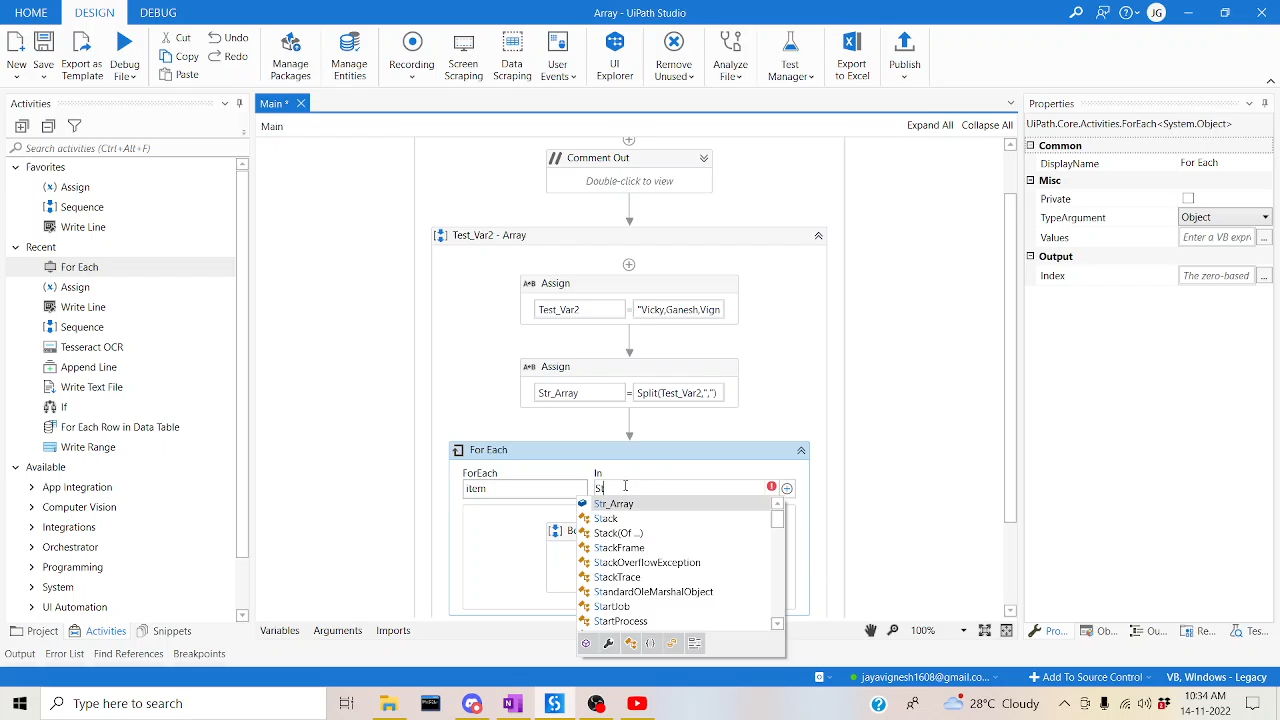 HOME DESIGN DEBUG Array - UiPath Studio JG
New Save Export as Template Debug File Cut Copy Paste Undo Redo Manage Packages Manage Entities Recording Screen Scraping Data Scraping User Events UI Explorer Remove Unused Analyze File Test Manager Export to Excel Publish
Activities
Search activities (Ctrl+Alt+F)
Favorites
Assign
Sequence
Write Line
Recent
For Each
Assign
Write Line
Sequence
Tesseract OCR
Append Line
Write Text File
If
For Each Row in Data Table
Write Range
Available
App Integration
Computer Vision
Integrations
Orchestrator
Programming
System
UI Automation
Project Activities Snippets
Main *
Main Expand All Collapse All
// Comment Out
Double-click to view
Test_Var2 - Array
A*B Assign
Test_Var2 = "Vicky,Ganesh,Vign
A*B Assign
Str_Array = Split(Test_Var2,",")
For Each
ForEach In
item St
Str_Array
Stack
Stack(Of ...)
StackFrame
StackOverflowException
StackTrace
StandardOleMarshalObject
StartJob
StartProcess
Bo
Variables Arguments Imports 100%
Properties
UiPath.Core.Activities.ForEach<System.Object>
Common
DisplayName For Each
Misc
Private
TypeArgument Object
Values Enter a VB expr ...
Output
Index The zero-based ...
Pro... Ob... Ou... Re... Tes...
Output Error List Find References Breakpoints
jayavignesh1608@gmail.co... Add To Source Control VB, Windows - Legacy
Type here to search
28°C Cloudy
10:34 AM
14-11-2022